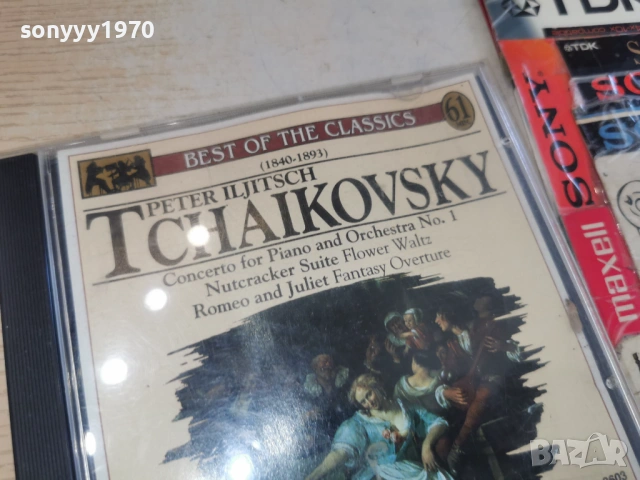 sonyyy1970
BEST OF THE CLASSICS
61
(1840-1893)
PETER ILJITSCH
TCHAIKOVSKY
Concerto for Piano and Orchestra No. 1
Nutcracker Suite Flower Waltz
Romeo and Juliet Fantasy Overture
TDK
TDK
SONY
maxell
BAZAR